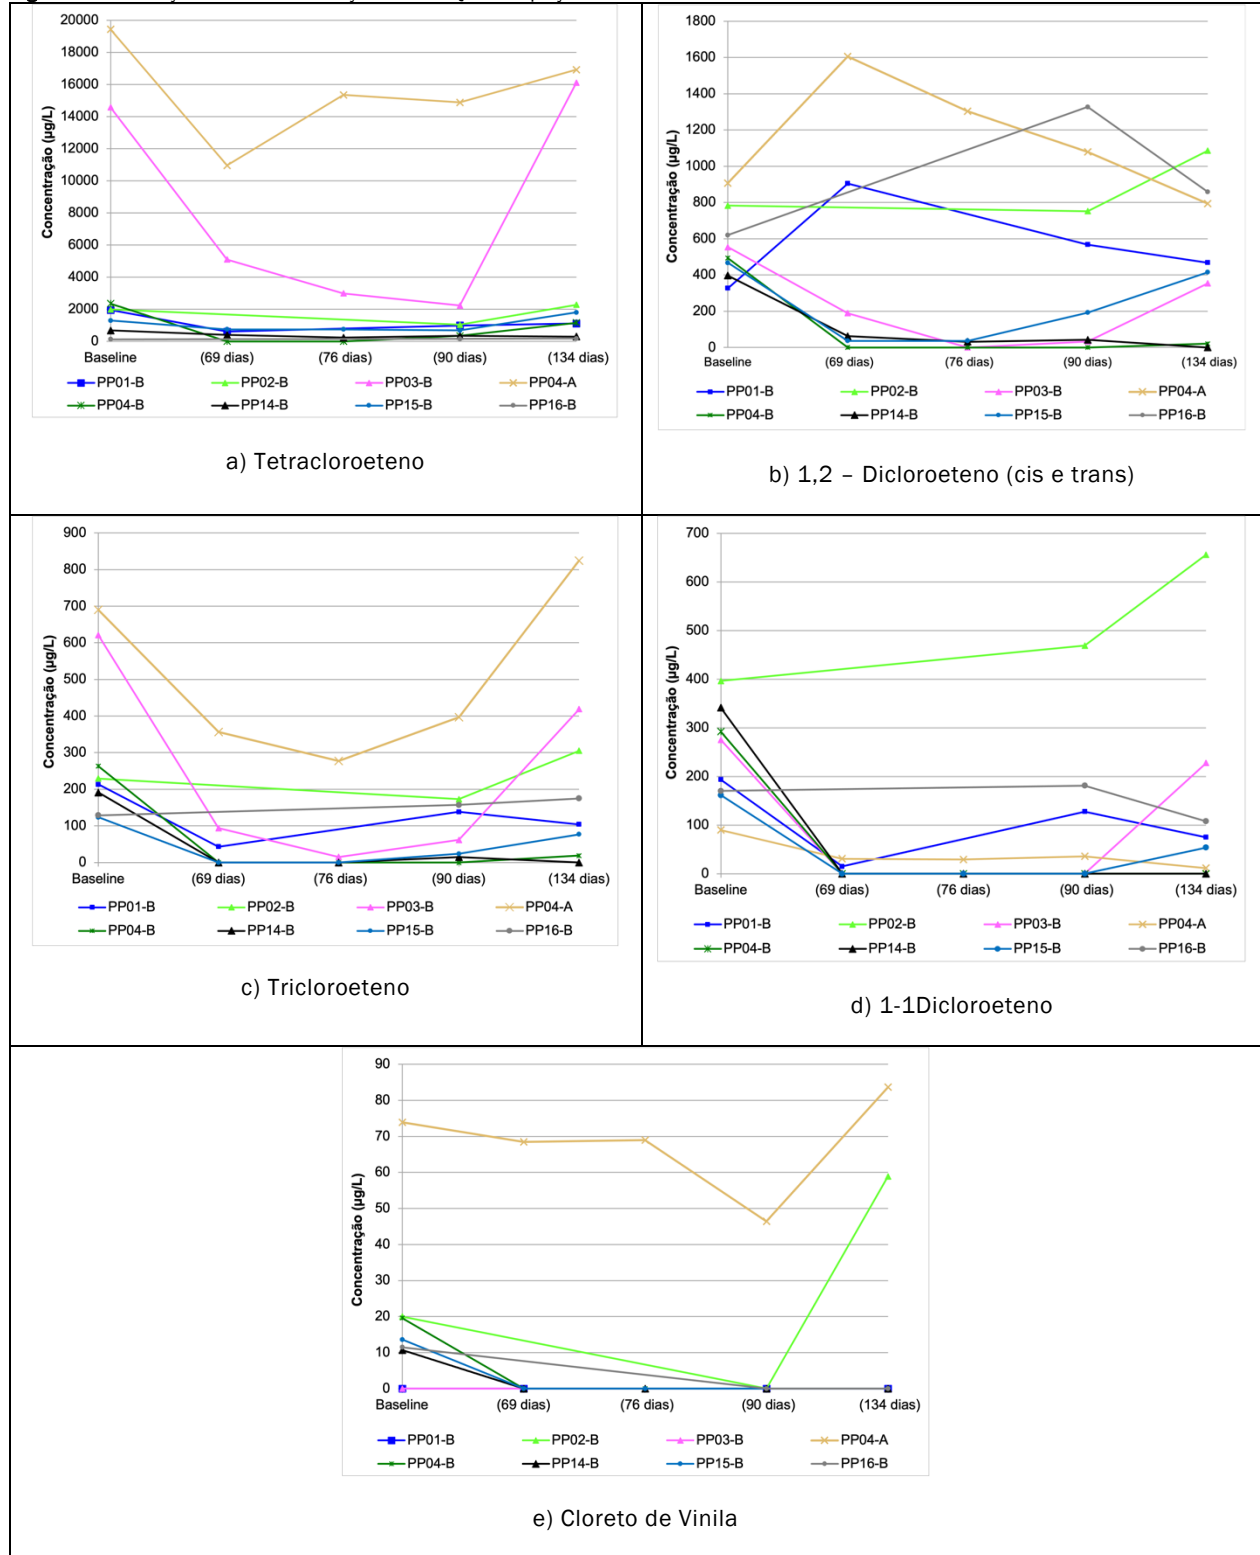 20000
18000
16000
14000
12000
10000
8000
6000
4000
2000
0
Concentração (µg/L)
Baseline (69 dias) (76 dias) (90 dias) (134 dias)
PP01-B PP02-B PP03-B PP04-A
PP04-B PP14-B PP15-B PP16-B
a) Tetracloroeteno
1800
1600
1400
1200
1000
800
600
400
200
0
Concentração (µg/L)
Baseline (69 dias) (76 dias) (90 dias) (134 dias)
PP01-B PP02-B PP03-B PP04-A
PP04-B PP14-B PP15-B PP16-B
b) 1,2 – Dicloroeteno (cis e trans)
900
800
700
600
500
400
300
200
100
0
Concentração (µg/L)
Baseline (69 dias) (76 dias) (90 dias) (134 dias)
PP01-B PP02-B PP03-B PP04-A
PP04-B PP14-B PP15-B PP16-B
c) Tricloroeteno
700
600
500
400
300
200
100
0
Concentração (µg/L)
Baseline (69 dias) (76 dias) (90 dias) (134 dias)
PP01-B PP02-B PP03-B PP04-A
PP04-B PP14-B PP15-B PP16-B
d) 1-1Dicloroeteno
90
80
70
60
50
40
30
20
10
0
Concentração (µg/L)
Baseline (69 dias) (76 dias) (90 dias) (134 dias)
PP01-B PP02-B PP03-B PP04-A
PP04-B PP14-B PP15-B PP16-B
e) Cloreto de Vinila